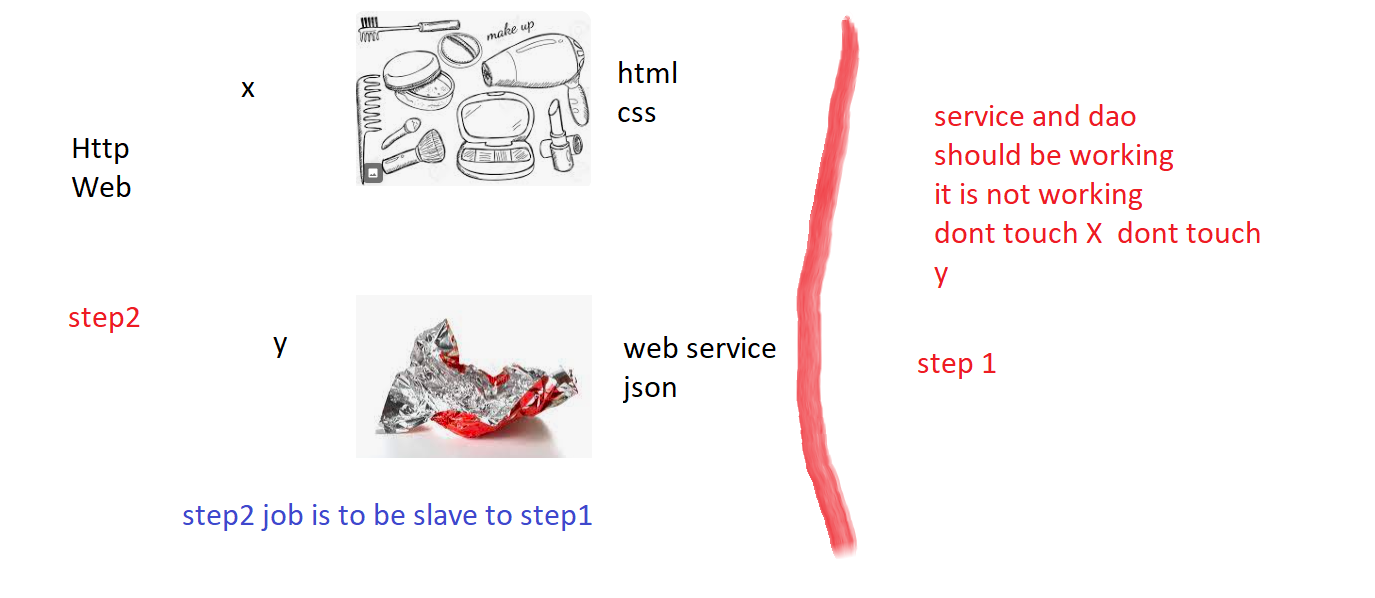 make up
x
html
css
Http
Web
service and dao
should be working
it is not working
dont touch X  dont touch
y
step2
y
web service
json
step 1
step2 job is to be slave to step1